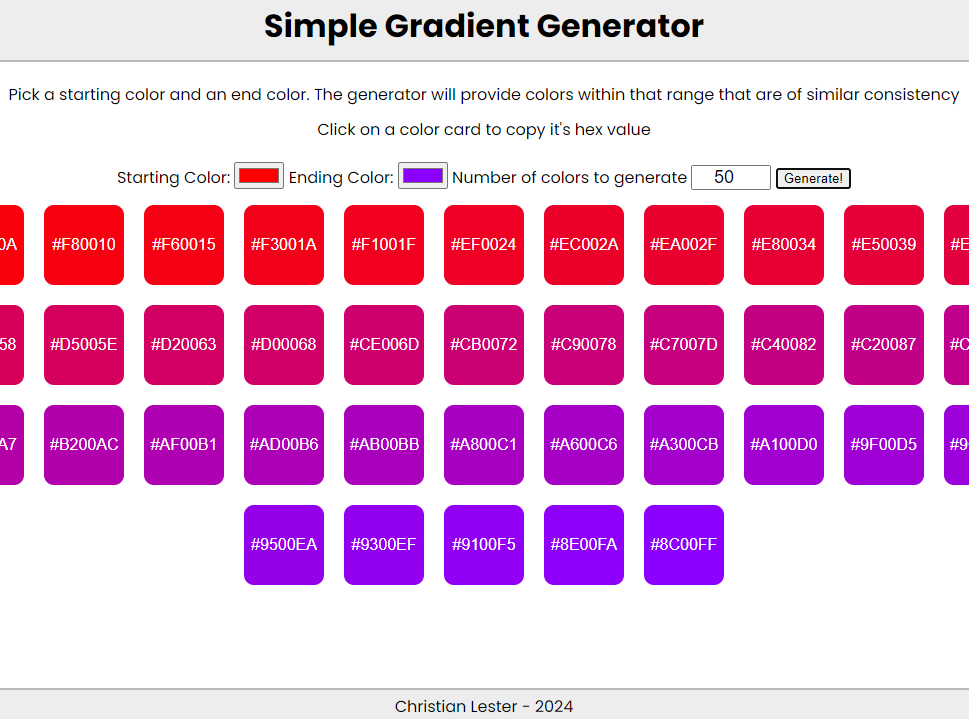 Simple Gradient Generator
Pick a starting color and an end color. The generator will provide colors within that range that are of similar consistency
Click on a color card to copy it's hex value
Starting Color: Ending Color: Number of colors to generate 50 Generate!
0A #F80010 #F60015 #F3001A #F1001F #EF0024 #EC002A #EA002F #E80034 #E50039 #E
58 #D5005E #D20063 #D00068 #CE006D #CB0072 #C90078 #C7007D #C40082 #C20087 #C
A7 #B200AC #AF00B1 #AD00B6 #AB00BB #A800C1 #A600C6 #A300CB #A100D0 #9F00D5 #9
#9500EA #9300EF #9100F5 #8E00FA #8C00FF
Christian Lester - 2024